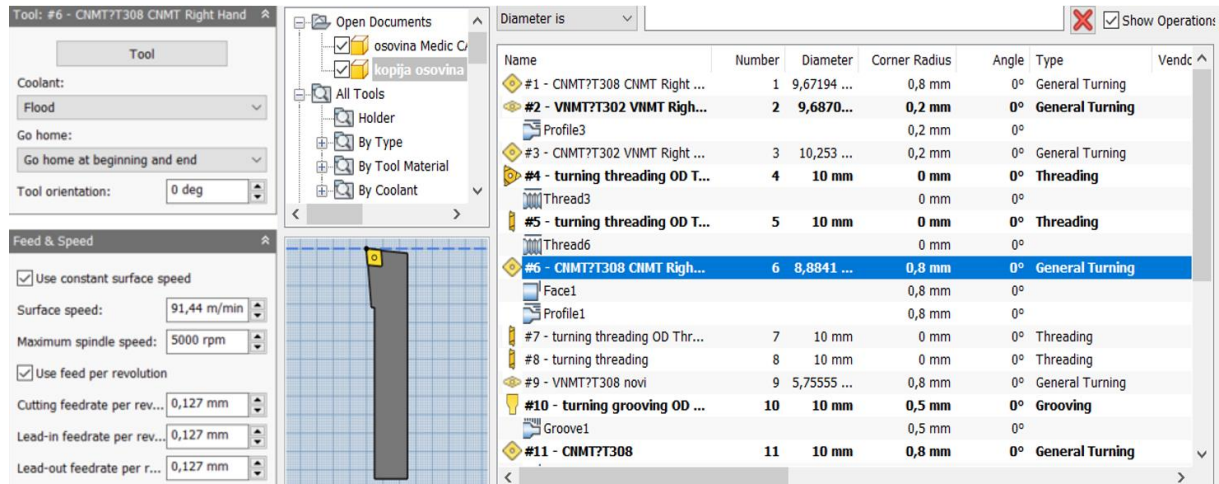 Tool: #6 - CNMT?T308 CNMT Right Hand
Tool
Coolant:
Flood
Go home:
Go home at beginning and end
Tool orientation: 0 deg
Feed & Speed
Use constant surface speed
Surface speed: 91,44 m/min
Maximum spindle speed: 5000 rpm
Use feed per revolution
Cutting feedrate per rev... 0,127 mm
Lead-in feedrate per rev... 0,127 mm
Lead-out feedrate per r... 0,127 mm
Open Documents
osovina Medic
kopija osovina
All Tools
Holder
By Type
By Tool Material
By Coolant
Diameter is
Show Operations
Name Number Diameter Corner Radius Angle Type Vendc
#1 - CNMT?T308 CNMT Right ... 1 9,67194 ... 0,8 mm 0° General Turning
#2 - VNMT?T302 VNMT Righ... 2 9,6870... 0,2 mm 0° General Turning
Profile3 0,2 mm 0°
#3 - CNMT?T302 VNMT Right ... 3 10,253 ... 0,2 mm 0° General Turning
#4 - turning threading OD T... 4 10 mm 0 mm 0° Threading
Thread3 0 mm 0°
#5 - turning threading OD T... 5 10 mm 0 mm 0° Threading
Thread6 0 mm 0°
#6 - CNMT?T308 CNMT Righ... 6 8,8841 ... 0,8 mm 0° General Turning
Face1 0,8 mm 0°
Profile1 0,8 mm 0°
#7 - turning threading OD Thr... 7 10 mm 0 mm 0° Threading
#8 - turning threading 8 10 mm 0 mm 0° Threading
#9 - VNMT?T308 novi 9 5,75555 ... 0,8 mm 0° General Turning
#10 - turning grooving OD ... 10 10 mm 0,5 mm 0° Grooving
Groove1 0,5 mm 0°
#11 - CNMT?T308 11 10 mm 0,8 mm 0° General Turning